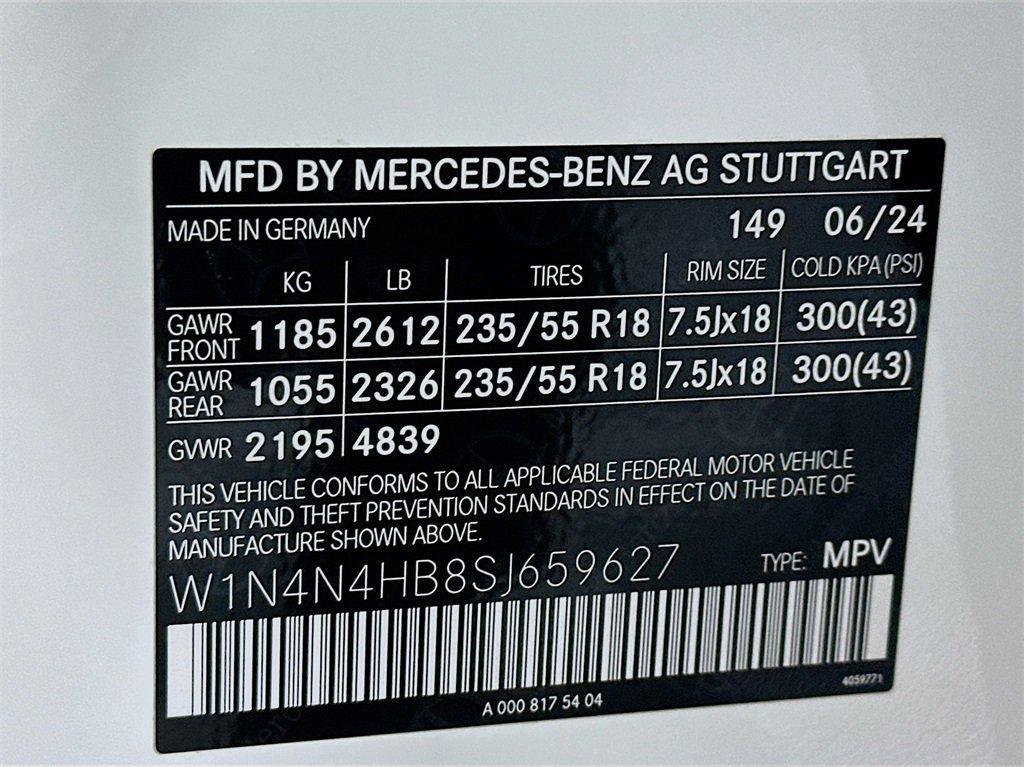 MFD BY MERCEDES-BENZ AG STUTTGART
MADE IN GERMANY 149 06/24
KG LB TIRES RIM SIZE COLD KPA (PSI)
GAWR FRONT 1185 2612 235/55 R18 7.5Jx18 300(43)
GAWR REAR 1055 2326 235/55 R18 7.5Jx18 300(43)
GVWR 2195 4839
THIS VEHICLE CONFORMS TO ALL APPLICABLE FEDERAL MOTOR VEHICLE
SAFETY AND THEFT PREVENTION STANDARDS IN EFFECT ON THE DATE OF
MANUFACTURE SHOWN ABOVE.
W1N4N4HB8SJ659627 TYPE: MPV
4059771
A 000 817 54 04